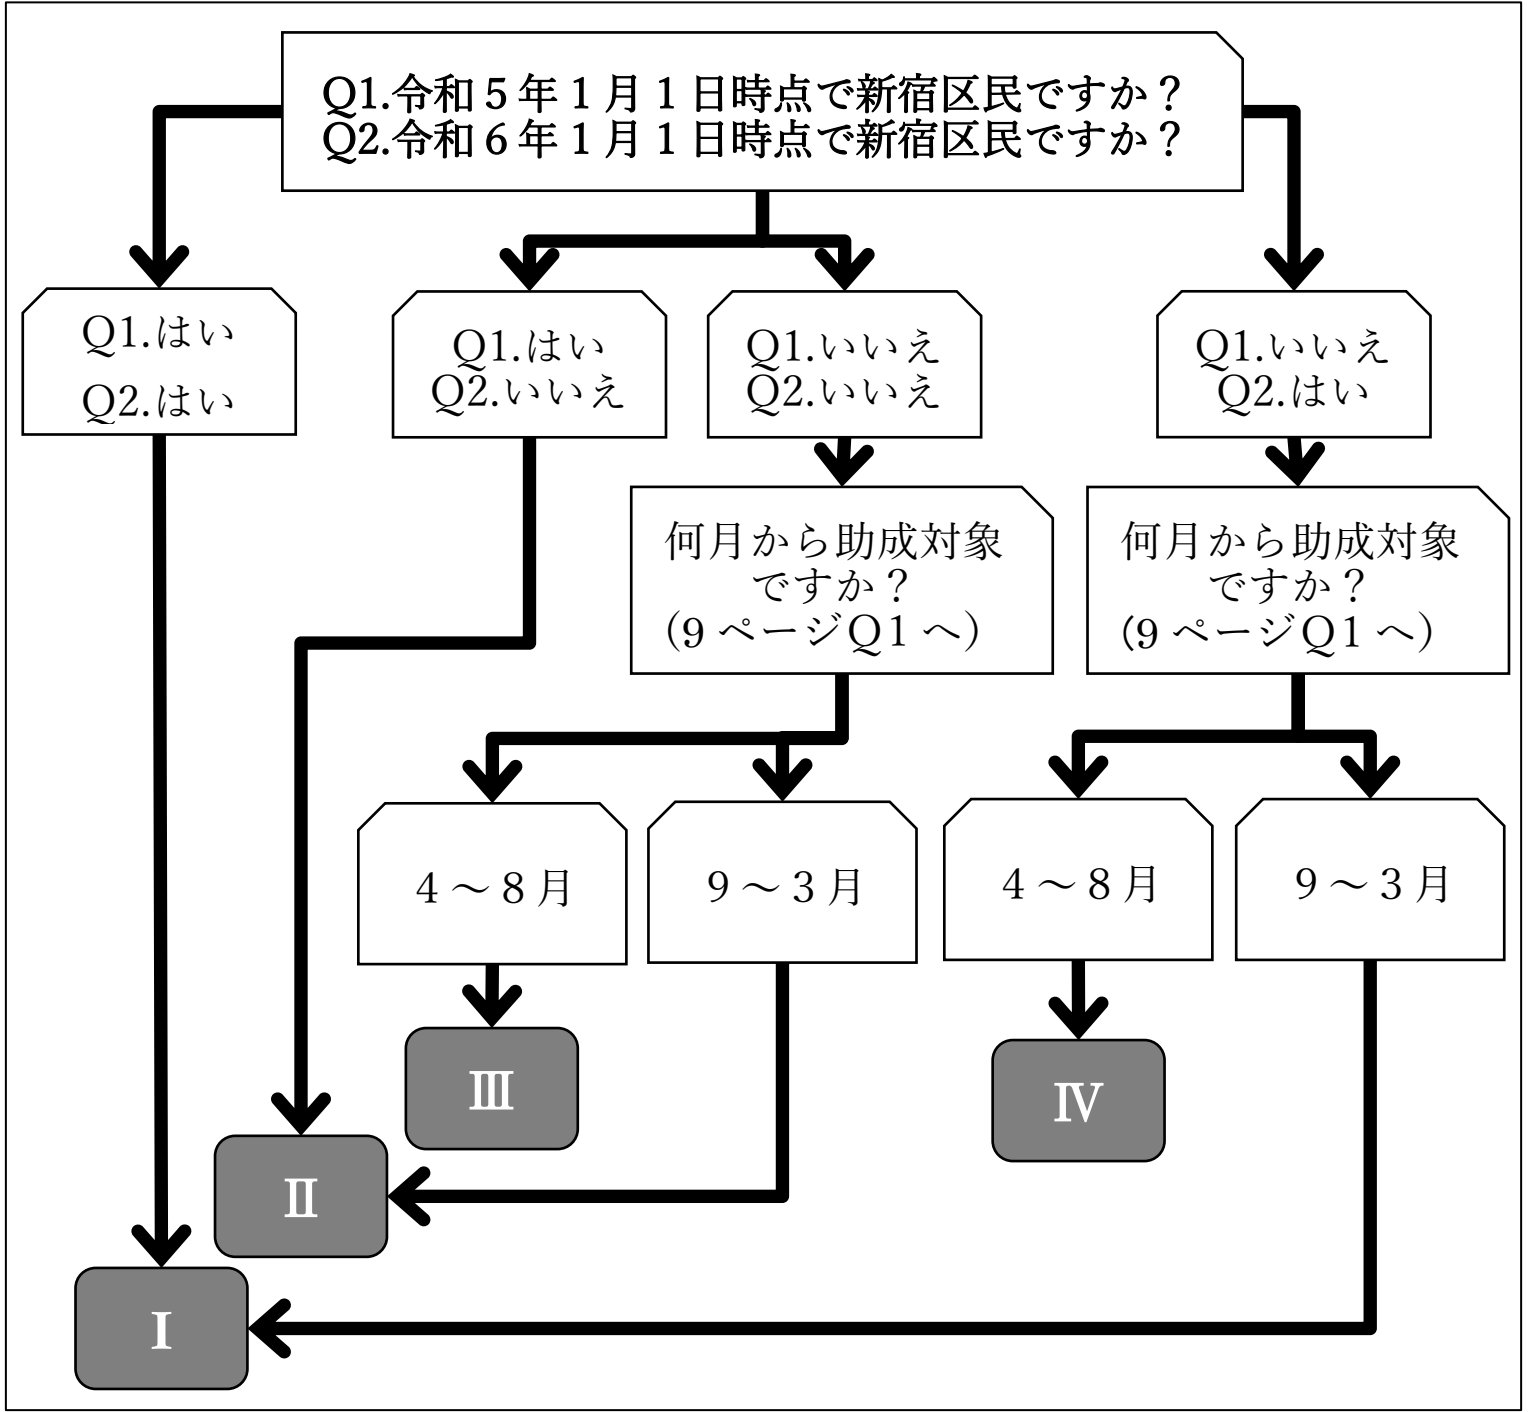 Q1.令和５年１月１日時点で新宿区民ですか？
Q2.令和６年１月１日時点で新宿区民ですか？
Q1.はい
Q2.はい
Q1.はい
Q2.いいえ
Q1.いいえ
Q2.いいえ
Q1.いいえ
Q2.はい
何月から助成対象
ですか？
(９ページQ１へ)
何月から助成対象
ですか？
(９ページQ１へ)
４～８月
９～３月
４～８月
９～３月
Ⅲ
Ⅳ
Ⅱ
Ⅰ